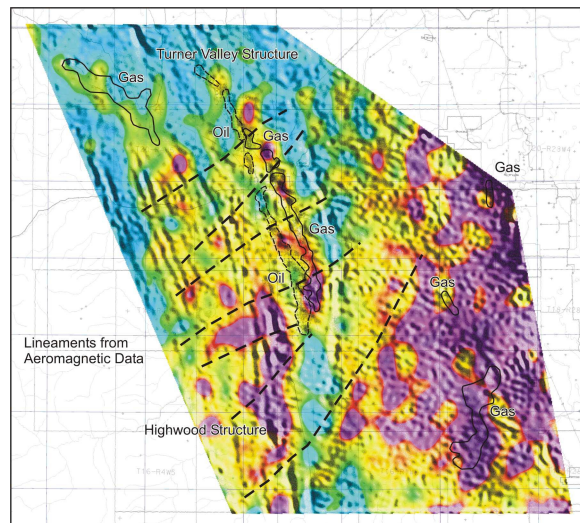 Turner Valley Structure
Gas
Oil
Gas
Gas
Gas
Oil
Gas
Lineaments from
Aeromagnetic Data
Gas
Highwood Structure